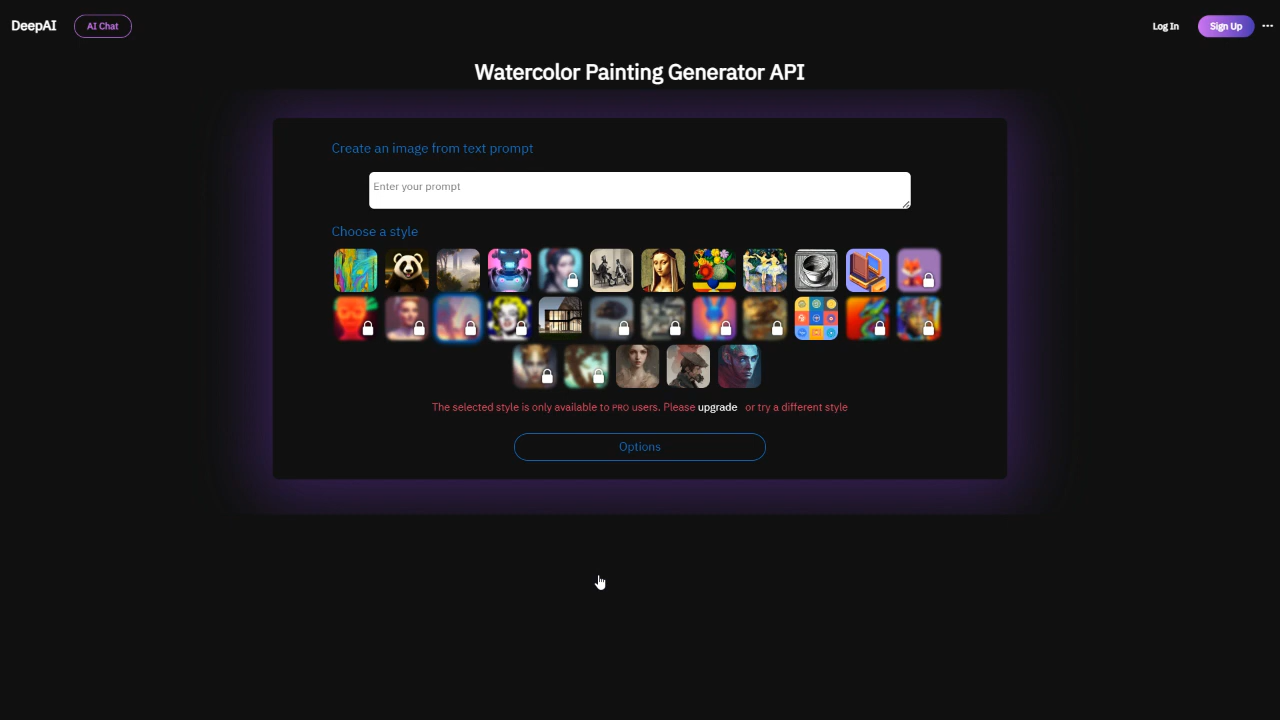 DeepAI
AI Chat
Log In
Sign Up
Watercolor Painting Generator API
Create an image from text prompt
Enter your prompt
Choose a style
The selected style is only available to PRO users. Please upgrade or try a different style
Options